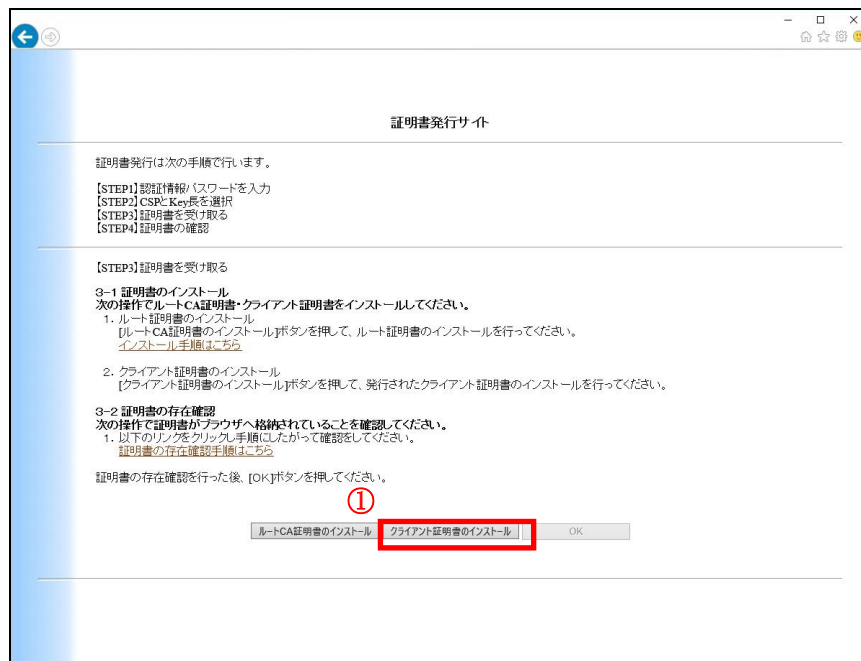 証明書発行サイト
証明書発行は次の手順で行います。
【STEP1】認証情報パスワードを入力
【STEP2】CSPとKey長を選択
【STEP3】証明書を受け取る
【STEP4】証明書の確認
【STEP3】証明書を受け取る
3-1 証明書のインストール
次の操作でルートCA証明書・クライアント証明書をインストールしてください。
1. ルート証明書のインストール
[ルートCA証明書のインストール]ボタンを押して、ルート証明書のインストールを行ってください。
インストール手順はこちら
2. クライアント証明書のインストール
[クライアント証明書のインストール]ボタンを押して、発行されたクライアント証明書のインストールを行ってください。
3-2 証明書の存在確認
次の操作で証明書がブラウザへ格納されていることを確認してください。
1. 以下のリンクをクリックし手順にしたがって確認をしてください。
証明書の存在確認手順はこちら
証明書の存在確認を行った後、[OK]ボタンを押してください。
①
ルートCA証明書のインストール クライアント証明書のインストール OK